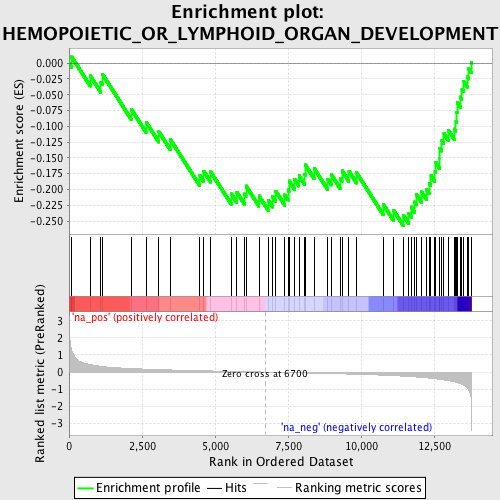 Enrichment plot:
HEMOPOIETIC_OR_LYMPHOID_ORGAN_DEVELOPMENT
Enrichment score (ES)
0.000
-0.025
-0.050
-0.075
-0.100
-0.125
-0.150
-0.175
-0.200
-0.225
-0.250
Ranked list metric (PreRanked)
'na_pos' (positively correlated)
3
2
1
0
-1
-2
-3
Zero cross at 6700
'na_neg' (negatively correlated)
0 2,500 5,000 7,500 10,000 12,500
Rank in Ordered Dataset
Enrichment profile Hits Ranking metric scores